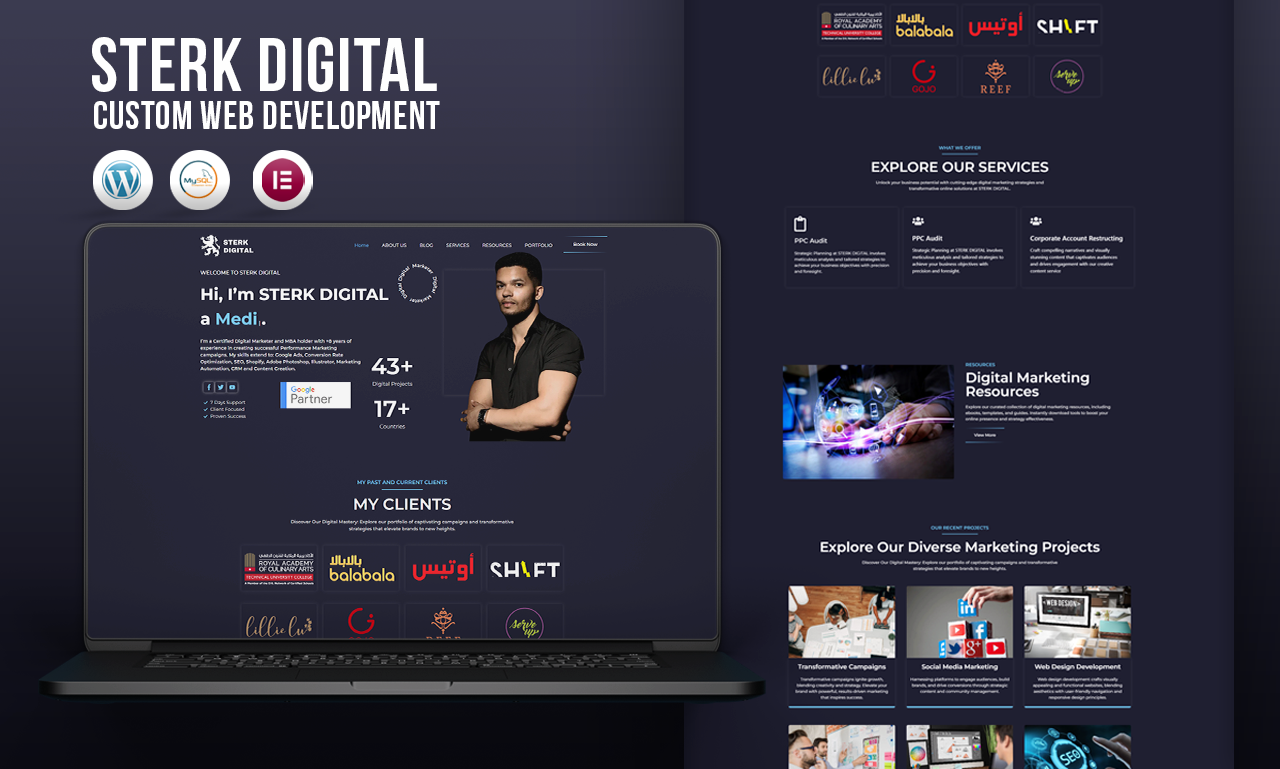 STERK DIGITAL
CUSTOM WEB DEVELOPMENT
W
MySQL
STERK
DIGITAL
Home
ABOUT US
BLOG
SERVICES
RESOURCES
PORTFOLIO
Book Now
WELCOME TO STERK DIGITAL
Digital Marketer Digital Marketer
Hi, I'm STERK DIGITAL
a Medi
I'm a Certified Digital Marketer and MBA holder with +8 years of
experience in creating successful Performance Marketing
campaigns. My skills extend to: Google Ads, Conversion Rate
Optimization, SEO, Shopify, Adobe Photoshop, Illustrator, Marketing
Automation, CRM and Content Creation.
43+
Digital Projects
Google
Partner
7 Days Support
Client Focused
Proven Success
17+
Countries
MY PAST AND CURRENT CLIENTS
MY CLIENTS
Discover Our Digital Mastery: Explore our portfolio of captivating campaigns and transformative
strategies that elevate brands to new heights.
ROYAL ACADEMY
OF CULINARY ARTS
TECHNICAL UNIVERSITY COLLEGE
بالابالا
balabala
أوتيس
SHIFT
lillie lu
REEF
serve
up
ROYAL ACADEMY
OF CULINARY ARTS
TECHNICAL UNIVERSITY COLLEGE
بالابالا
balabala
أوتيس
SHIFT
lillie lu
GOJO
REEF
serve
up
WHAT WE OFFER
EXPLORE OUR SERVICES
Unlock your business potential with cutting-edge digital marketing strategies and
transformative online solutions at STERK DIGITAL.
PPC Audit
Strategic Planning at STERK DIGITAL involves
meticulous analysis and tailored strategies to
achieve your business objectives with precision
and foresight.
PPC Audit
Strategic Planning at STERK DIGITAL involves
meticulous analysis and tailored strategies to
achieve your business objectives with
precision and foresight.
Corporate Account Restructing
Craft compelling narratives and visually
stunning content that captivates audiences
and drives engagement with our creative
content service
RESOURCES
Digital Marketing
Resources
Explore our curated collection of digital marketing resources, including
ebooks, templates, and guides. Instantly download tools to boost your
online presence and strategy effectiveness.
View More
OUR RECENT PROJECTS
Explore Our Diverse Marketing Projects
Discover Our Digital Mastery: Explore our portfolio of captivating campaigns and transformative
strategies that elevate brands to new heights.
WEB DESIGN
Transformative Campaigns
Transformative campaigns ignite growth,
blending creativity and strategy. Elevate your
brand with powerful, results-driven marketing
that inspires success.
Social Media Marketing
Harnessing platforms to engage audiences, build
brands, and drive conversions through strategic
content and community management.
Web Design Development
Web design development crafts visually
appealing and functional websites, blending
aesthetics with user-friendly navigation and
responsive design principles.
SEO